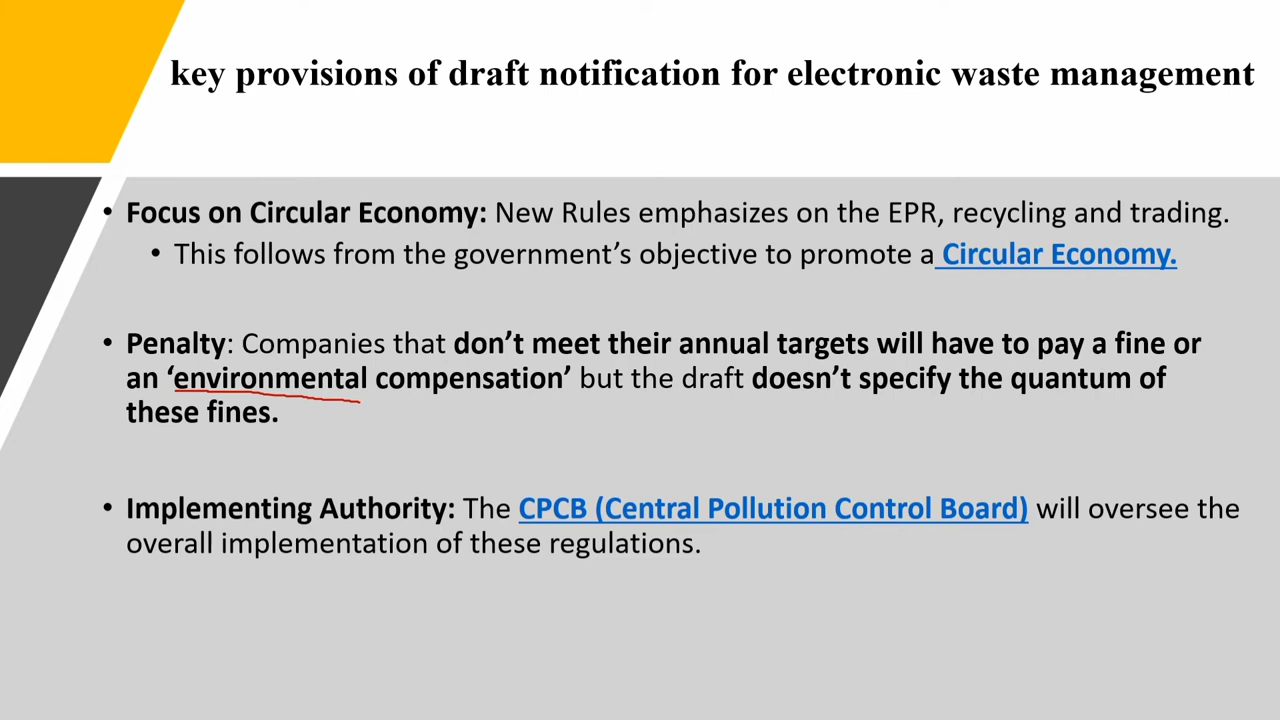 key provisions of draft notification for electronic waste management
• Focus on Circular Economy: New Rules emphasizes on the EPR, recycling and trading.
• This follows from the government’s objective to promote a Circular Economy.
• Penalty: Companies that don’t meet their annual targets will have to pay a fine or
an ‘environmental compensation’ but the draft doesn’t specify the quantum of
these fines.
• Implementing Authority: The CPCB (Central Pollution Control Board) will oversee the
overall implementation of these regulations.